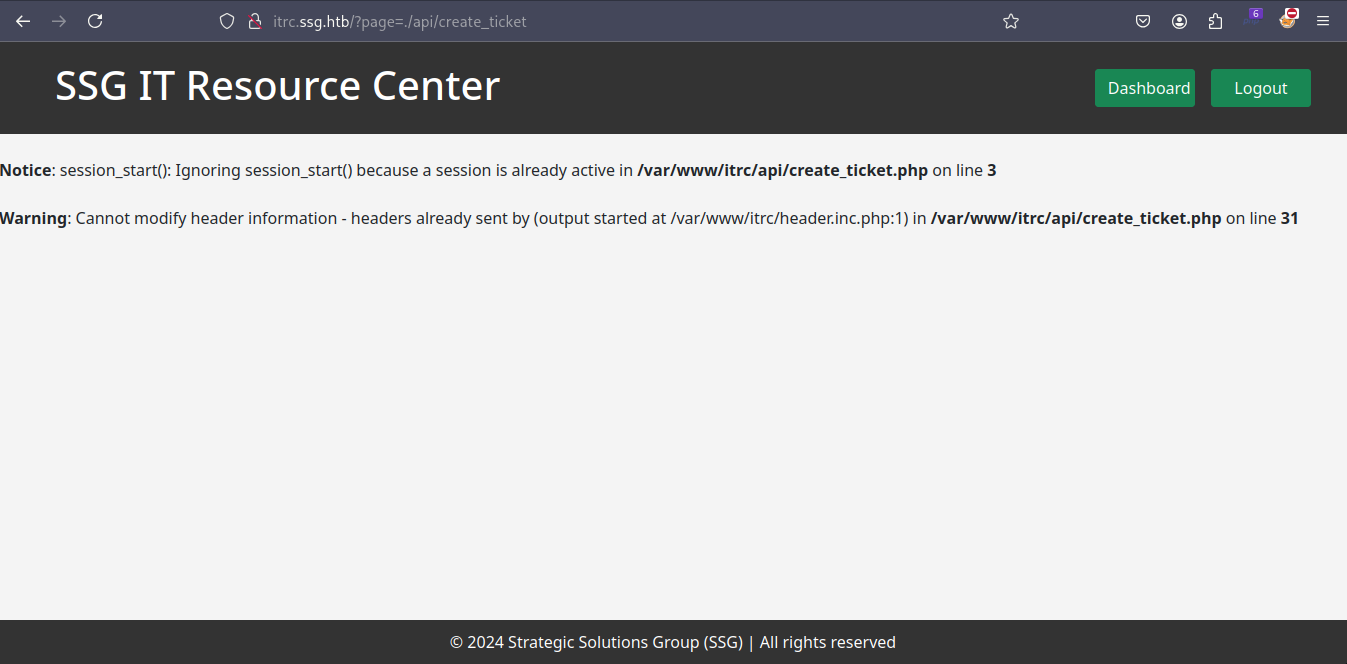 itrc.ssg.htb/?page=./api/create_ticket
6
SSG IT Resource Center
Dashboard
Logout
Notice: session_start(): Ignoring session_start() because a session is already active in /var/www/itrc/api/create_ticket.php on line 3
Warning: Cannot modify header information - headers already sent by (output started at /var/www/itrc/header.inc.php:1) in /var/www/itrc/api/create_ticket.php on line 31
© 2024 Strategic Solutions Group (SSG) | All rights reserved